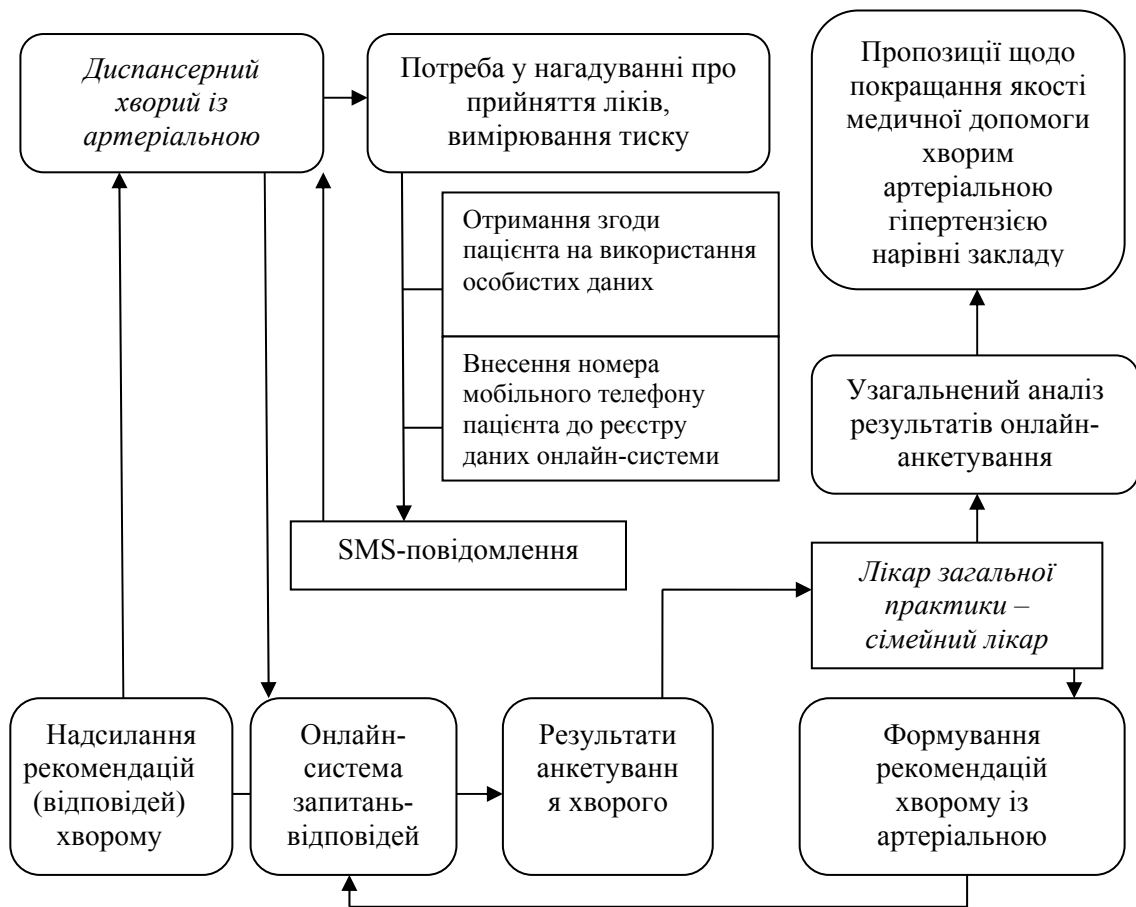 Диспансерний
хворий із
артеріальною
Потреба у нагадуванні про
прийняття ліків,
вимірювання тиску
Пропозиції щодо
покращання якості
медичної допомоги
хворим
артеріальною
гіпертензією
нарівні закладу
Отримання згоди
пацієнта на використання
особистих даних
Внесення номера
мобільного телефону
пацієнта до реєстру
даних онлайн-системи
Узагальнений аналіз
результатів онлайн-
анкетування
SMS-повідомлення
Лікар загальної
практики –
сімейний лікар
Надсилання
рекомендацій
(відповідей)
хворому
Онлайн-
система
запитань-
відповідей
Результати
анкетуванн
я хворого
Формування
рекомендацій
хворому із
артеріальною